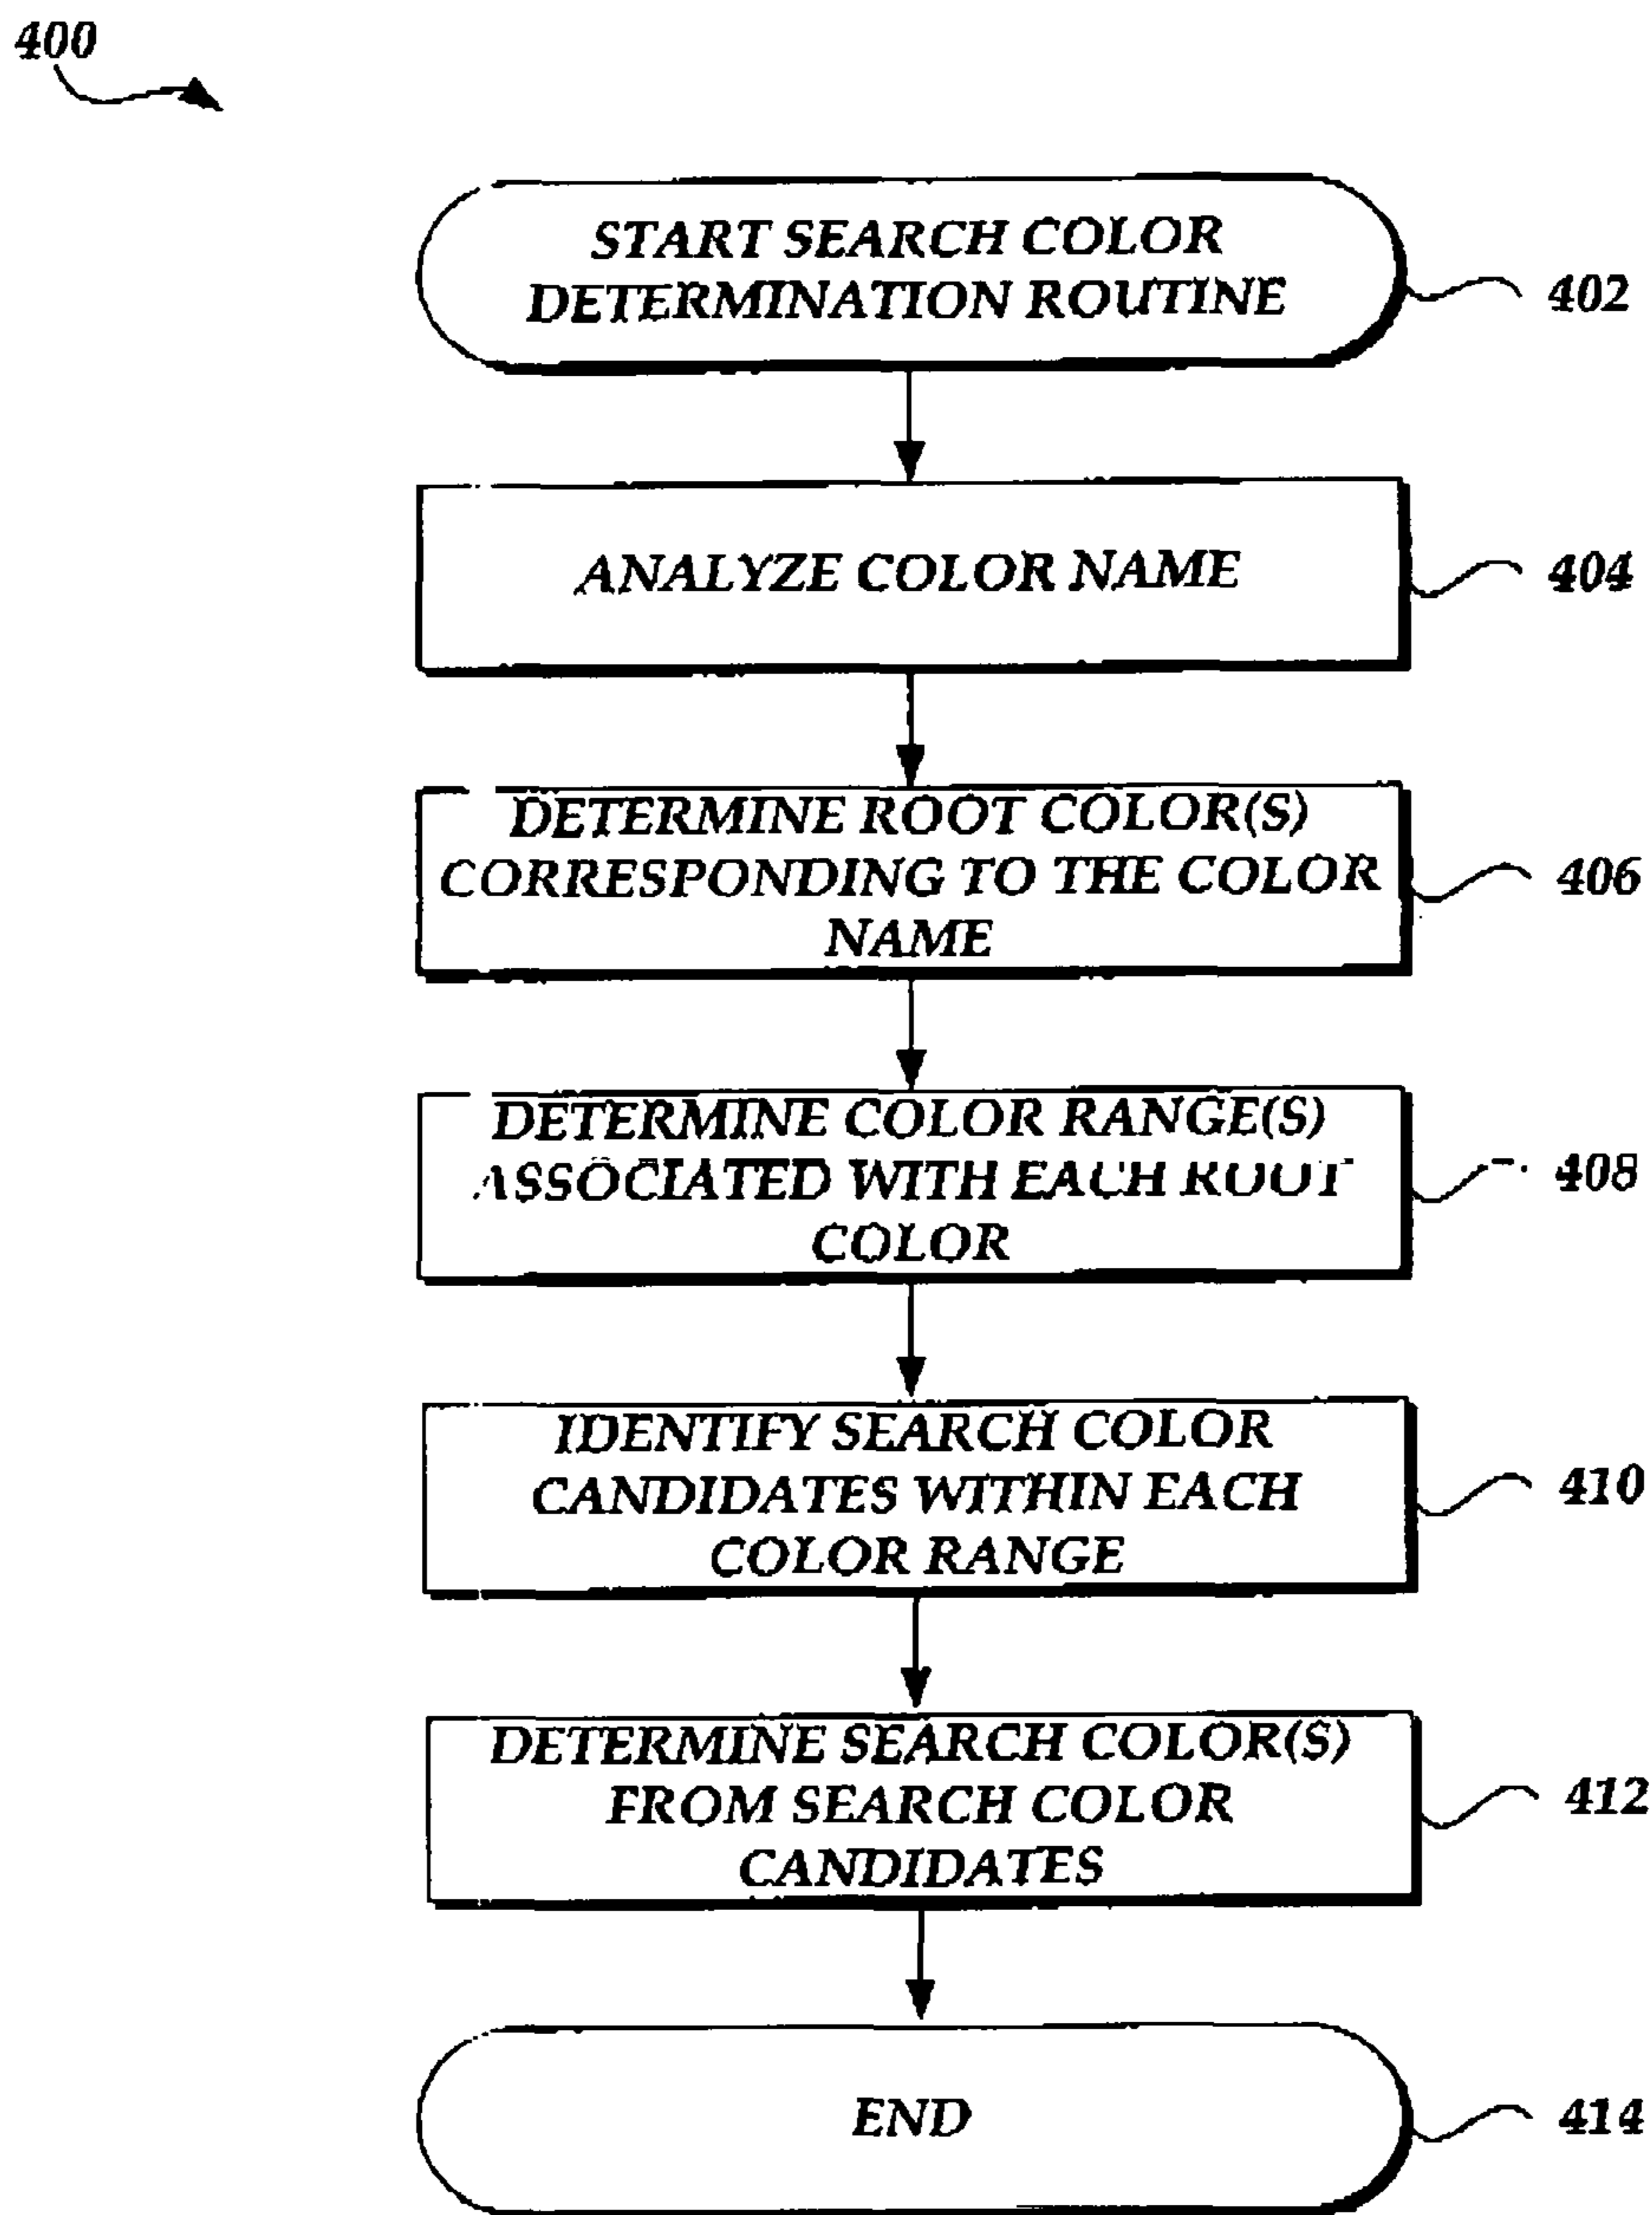 400
START SEARCH COLOR
DETERMINATION ROUTINE
402
ANALYZE COLOR NAME
404
DETERMINE ROOT COLOR(S)
CORRESPONDING TO THE COLOR
NAME
406
DETERMINE COLOR RANGE(S)
ASSOCIATED WITH EACH ROOT
COLOR
408
IDENTIFY SEARCH COLOR
CANDIDATES WITHIN EACH
COLOR RANGE
410
DETERMINE SEARCH COLOR(S)
FROM SEARCH COLOR
CANDIDATES
412
END
414